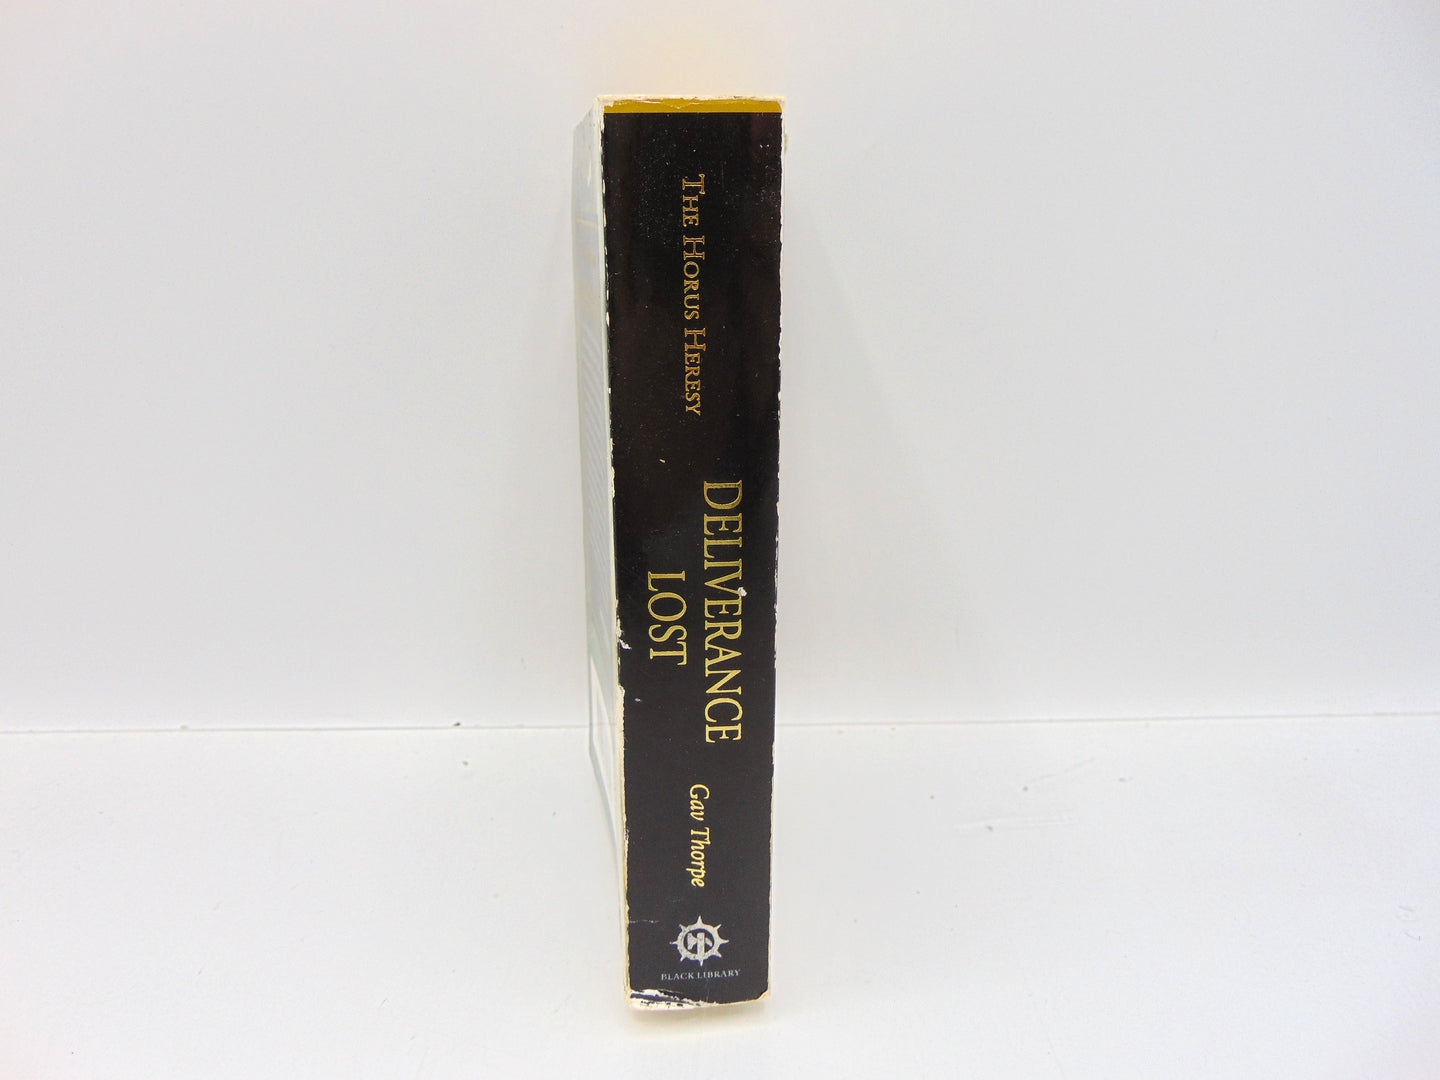 THE HORUS HERESY
DELIVERANCE
LOST
Gav Thorpe
BLACK LIBRARY